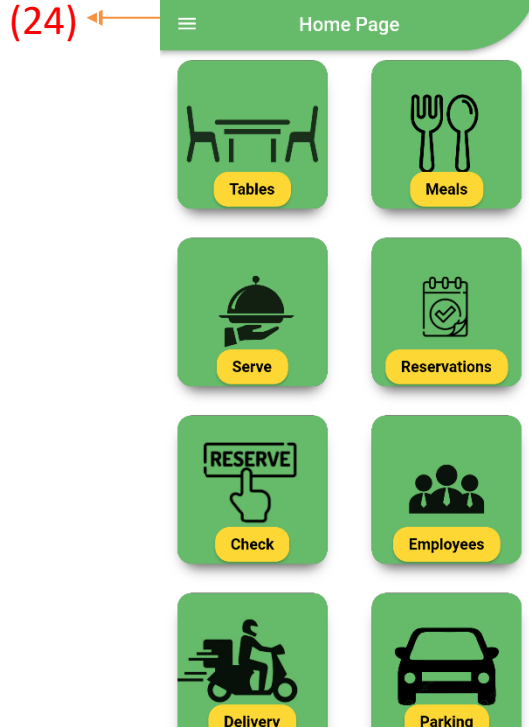 (24)
Home Page
Tables
Meals
Serve
Reservations
RESERVE
Check
Employees
Delivery
Parking